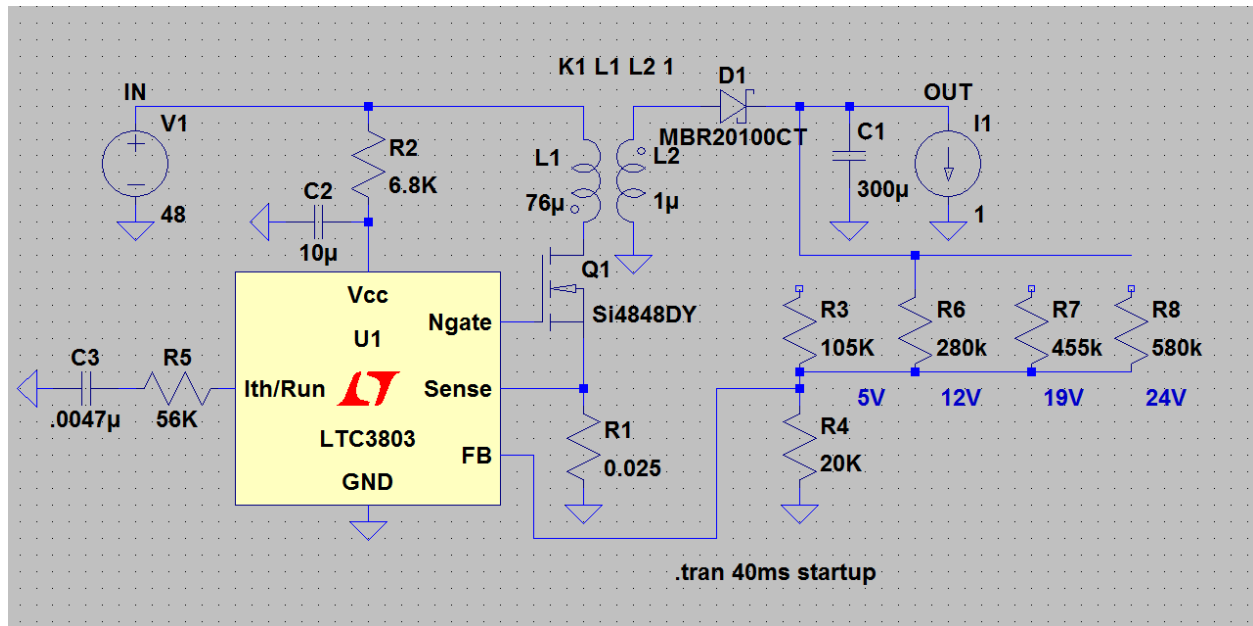 K1 L1 L2 1
D1
IN
OUT
V1
R2
6.8K
MBR20100CT
C1
I1
L1
L2
76µ
1µ
300µ
48
1
C2
10µ
Q1
Si4848DY
Vcc
Ngate
U1
R3
105K
R6
280k
R7
455k
R8
580k
C3
.0047µ
R5
56K
Ith/Run
Sense
LTC3803
5V
12V
19V
24V
R1
0.025
R4
20K
FB
GND
.tran 40ms startup